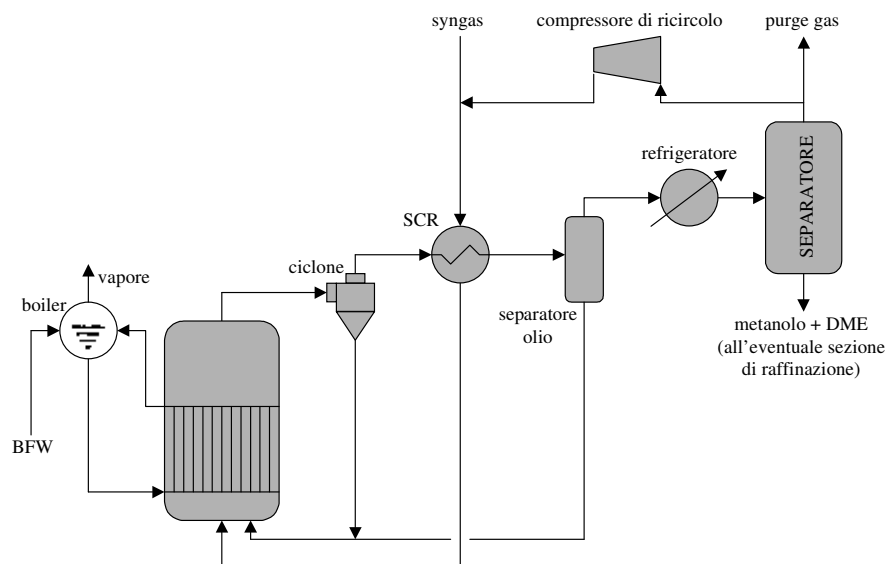 syngas
compressore di ricircolo
purge gas
refrigeratore
SEPARATORE
SCR
ciclone
vapore
boiler
separatore
olio
metanolo + DME
(all'eventuale sezione
di raffinazione)
BFW